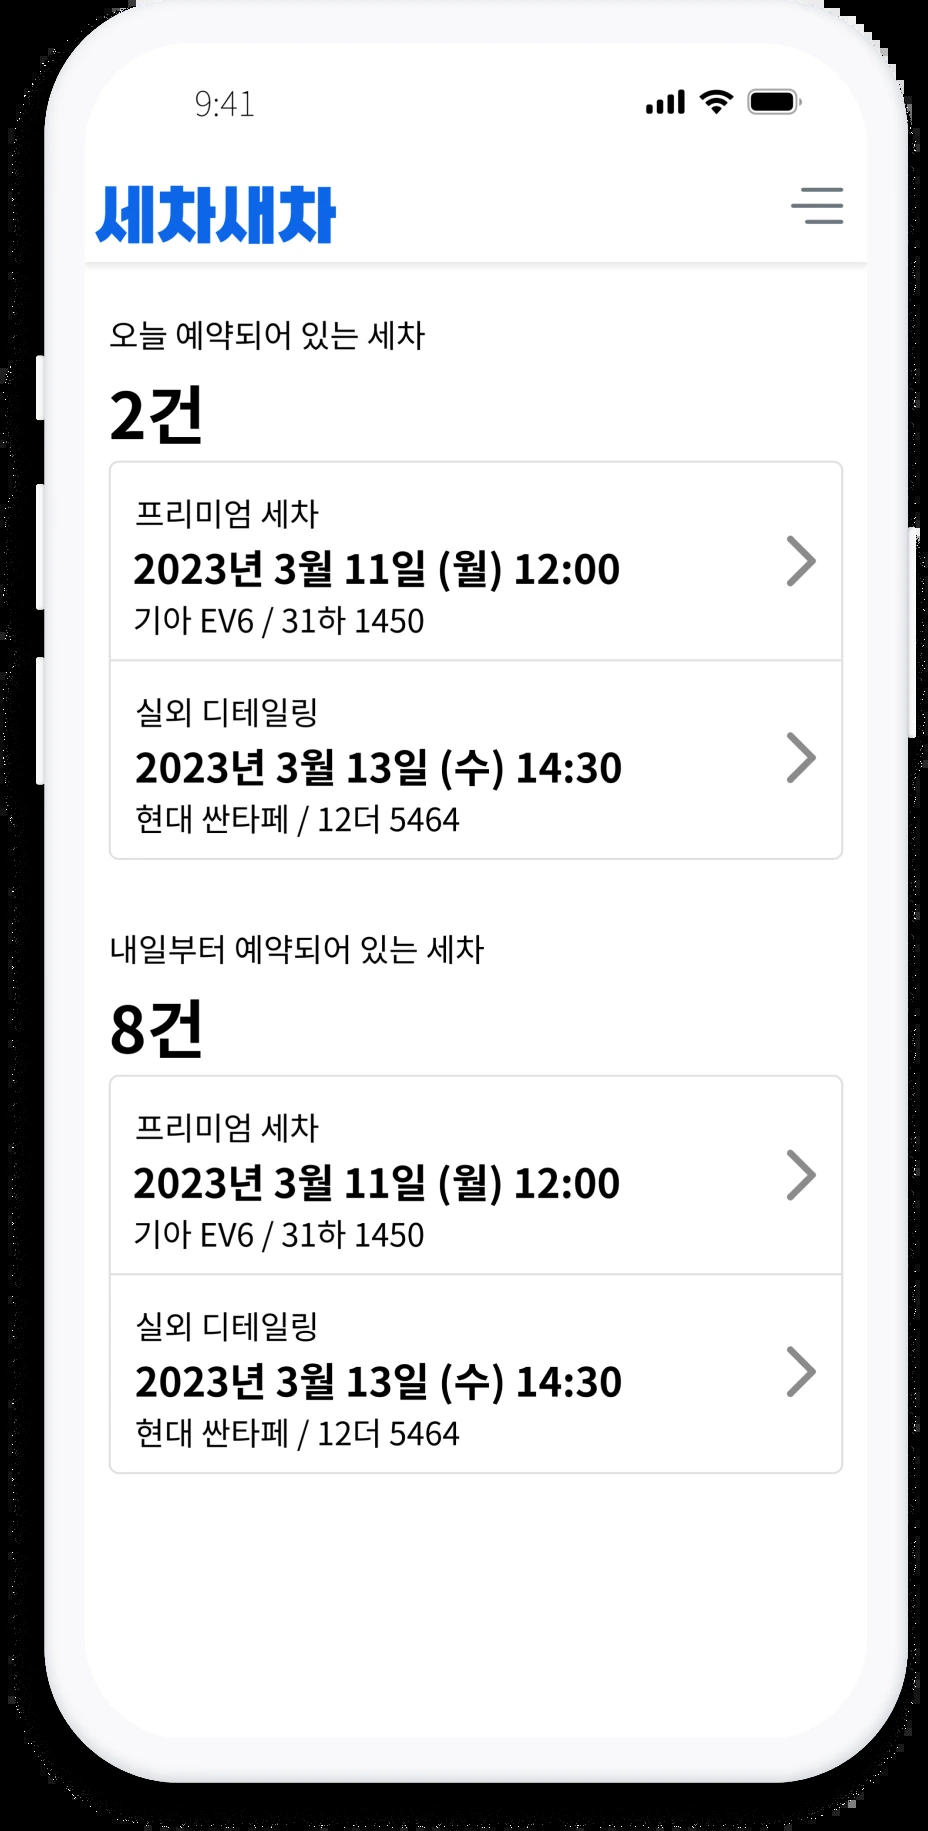 9:41
세차새차
오늘 예약되어 있는 세차
2건
프리미엄 세차
2023년 3월 11일 (월) 12:00
기아 EV6 / 31하 1450
실외 디테일링
2023년 3월 13일 (수) 14:30
현대 싼타페 / 12더 5464
내일부터 예약되어 있는 세차
8건
프리미엄 세차
2023년 3월 11일 (월) 12:00
기아 EV6 / 31하 1450
실외 디테일링
2023년 3월 13일 (수) 14:30
현대 싼타페 / 12더 5464